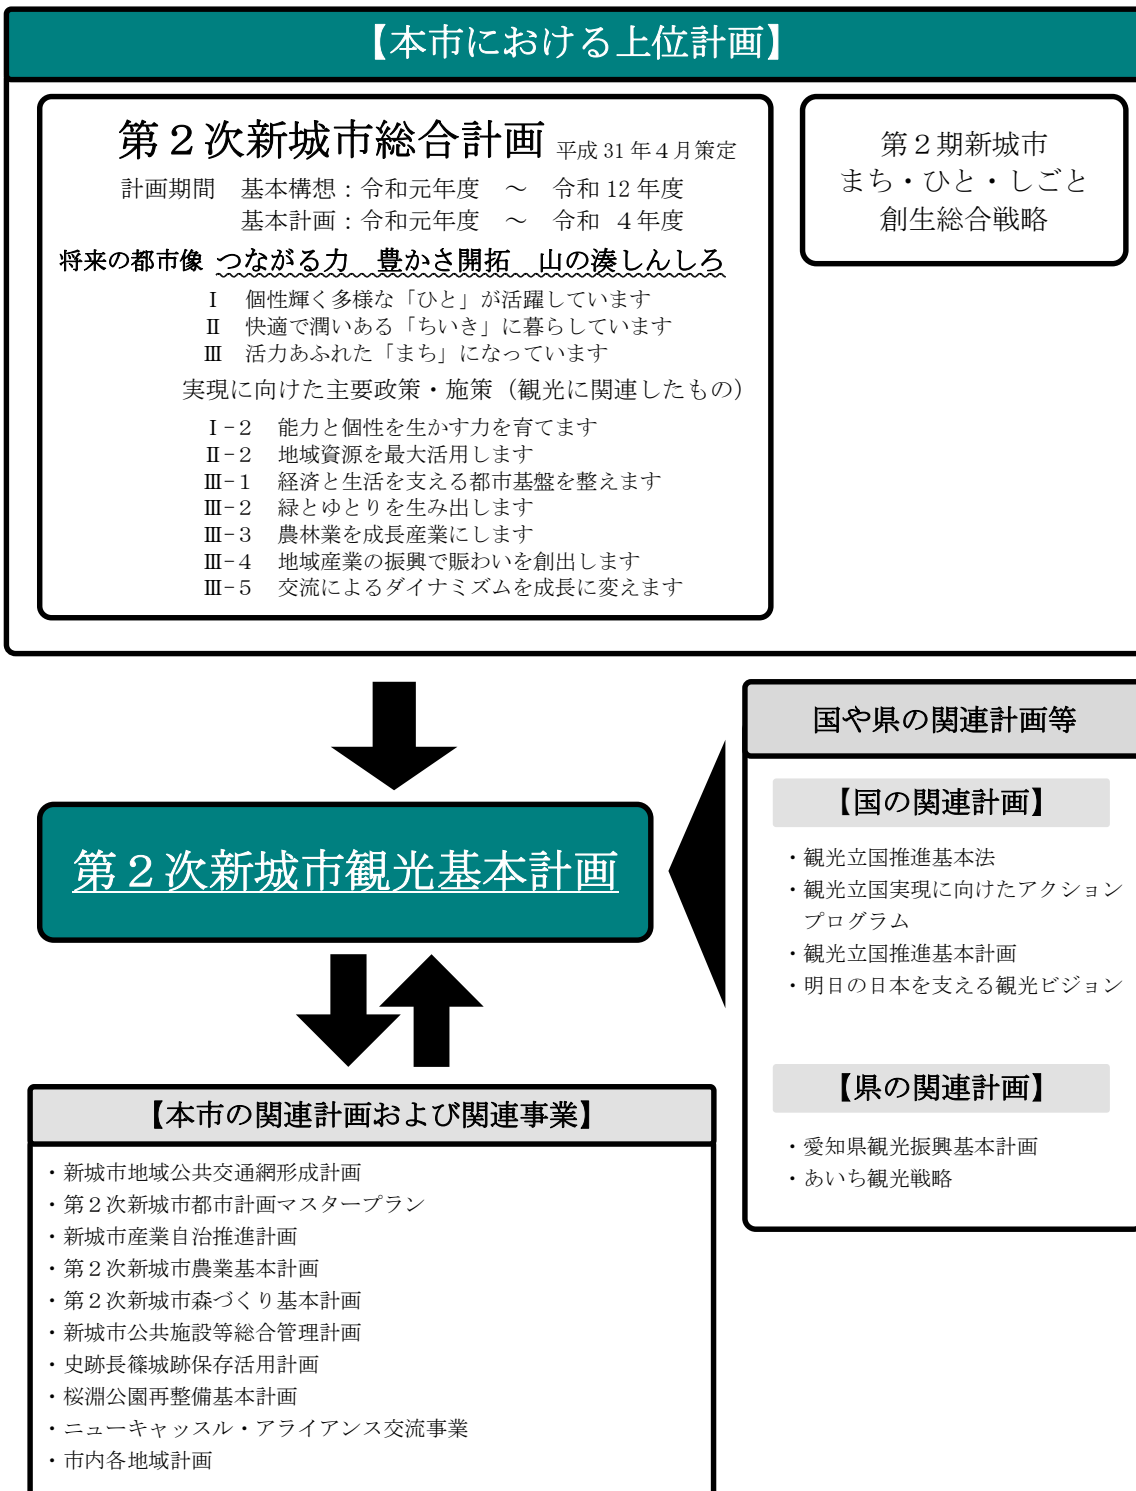 【本市における上位計画】
第２次新城市総合計画 平成 31 年４月策定
計画期間　基本構想：令和元年度　～　令和 12 年度
基本計画：令和元年度　～　令和　４年度
将来の都市像 つながる力　豊かさ開拓　山の湊しんしろ
Ⅰ　個性輝く多様な「ひと」が活躍しています
Ⅱ　快適で潤いある「ちいき」に暮らしています
Ⅲ　活力あふれた「まち」になっています
実現に向けた主要政策・施策（観光に関連したもの）
Ⅰ-２　能力と個性を生かす力を育てます
Ⅱ-２　地域資源を最大活用します
Ⅲ-１　経済と生活を支える都市基盤を整えます
Ⅲ-２　緑とゆとりを生み出します
Ⅲ-３　農林業を成長産業にします
Ⅲ-４　地域産業の振興で賑わいを創出します
Ⅲ-５　交流によるダイナミズムを成長に変えます
第２期新城市
まち・ひと・しごと
創生総合戦略
第２次新城市観光基本計画
国や県の関連計画等
【国の関連計画】
・観光立国推進基本法
・観光立国実現に向けたアクション
プログラム
・観光立国推進基本計画
・明日の日本を支える観光ビジョン
【県の関連計画】
・愛知県観光振興基本計画
・あいち観光戦略
【本市の関連計画および関連事業】
・新城市地域公共交通網形成計画
・第２次新城市都市計画マスタープラン
・新城市産業自治推進計画
・第２次新城市農業基本計画
・第２次新城市森づくり基本計画
・新城市公共施設等総合管理計画
・史跡長篠城跡保存活用計画
・桜淵公園再整備基本計画
・ニューキャッスル・アライアンス交流事業
・市内各地域計画